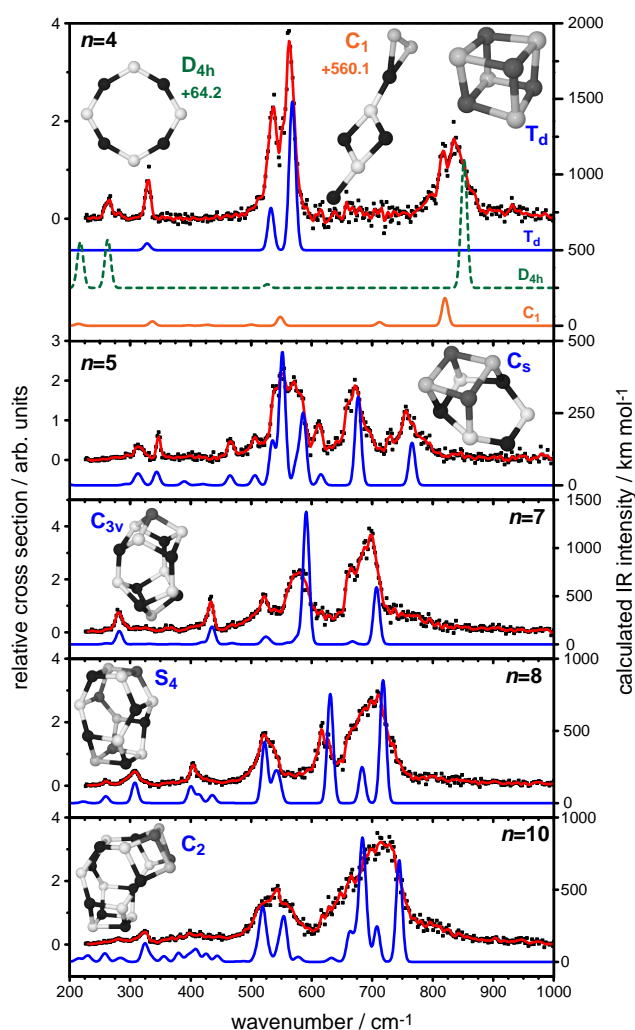 n=4
D4h
+64.2
C1
+560.1
Td
4
2
0
2000
1500
1000
500
0
Td
D4h
C1
n=5
Cs
3
2
1
0
500
250
0
C3v
n=7
4
2
0
1500
1000
500
0
S4
n=8
4
2
0
1000
500
0
C2
n=10
4
2
0
1000
500
0
200 300 400 500 600 700 800 900 1000
wavenumber / cm-1
relative cross section / arb. units
calculated IR intensity / km mol-1